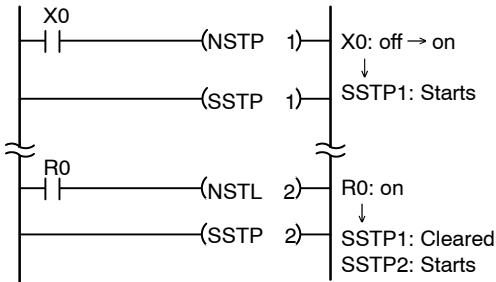 X0
(NSTP 1) X0: off → on
↓
(SSTP 1) SSTP1: Starts
R0
(NSTL 2) R0: on
↓
(SSTP 2) SSTP1: Cleared
SSTP2: Starts